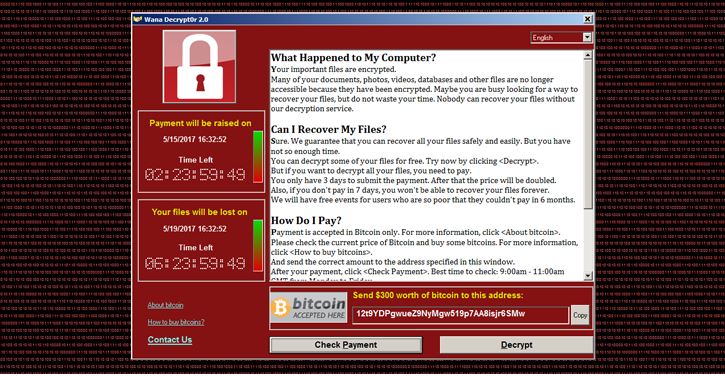 Wana Decrypt0r 2.0
English
Payment will be raised on
5/15/2017 16:32:52
Time Left
02:23:59:49
Your files will be lost on
5/19/2017 16:32:52
Time Left
06:23:59:49
About bitcoin
How to buy bitcoins?
Contact Us
What Happened to My Computer?
Your important files are encrypted.
Many of your documents, photos, videos, databases and other files are no longer
accessible because they have been encrypted. Maybe you are busy looking for a way to
recover your files, but do not waste your time. Nobody can recover your files without
our decryption service.
Can I Recover My Files?
Sure. We guarantee that you can recover all your files safely and easily. But you have
not so enough time.
You can decrypt some of your files for free. Try now by clicking <Decrypt>.
But if you want to decrypt all your files, you need to pay.
You only have 3 days to submit the payment. After that the price will be doubled.
Also, if you don't pay in 7 days, you won't be able to recover your files forever.
We will have free events for users who are so poor that they couldn't pay in 6 months.
How Do I Pay?
Payment is accepted in Bitcoin only. For more information, click <About bitcoin>.
Please check the current price of Bitcoin and buy some bitcoins. For more information,
click <How to buy bitcoins>.
And send the correct amount to the address specified in this window.
After your payment, click <Check Payment>. Best time to check: 9:00am - 11:00am
GMT from Monday to Friday.
bitcoin
ACCEPTED HERE
Send $300 worth of bitcoin to this address:
12t9YDPgwueZ9NyMgw519p7AA8isjr6SMw
Copy
Check Payment
Decrypt